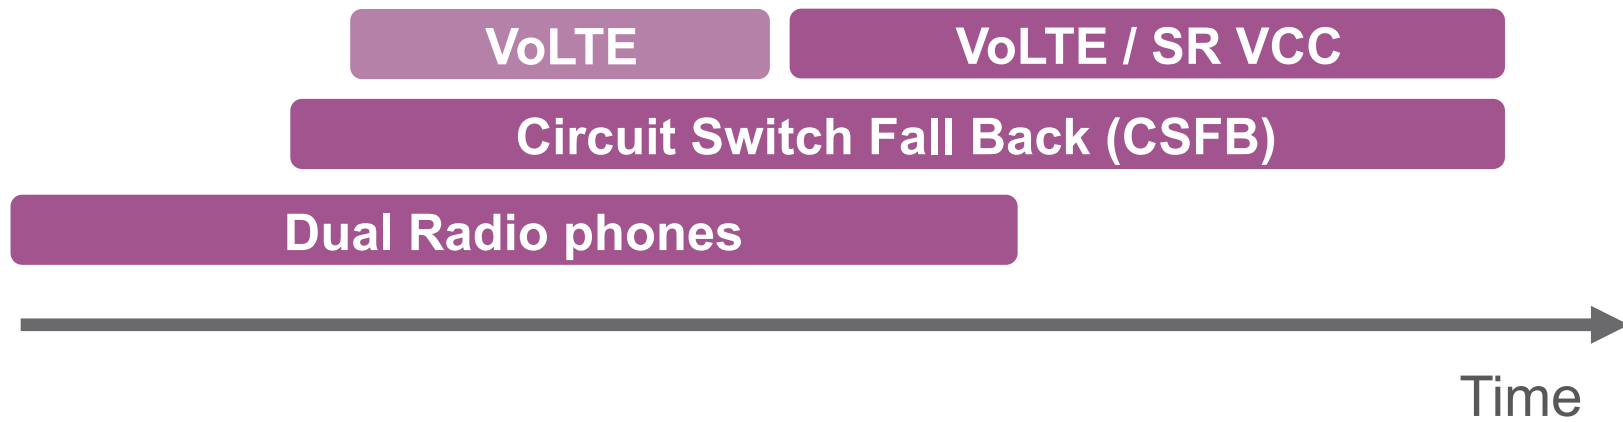 VoLTE
VoLTE / SR VCC
Circuit Switch Fall Back (CSFB)
Dual Radio phones
Time